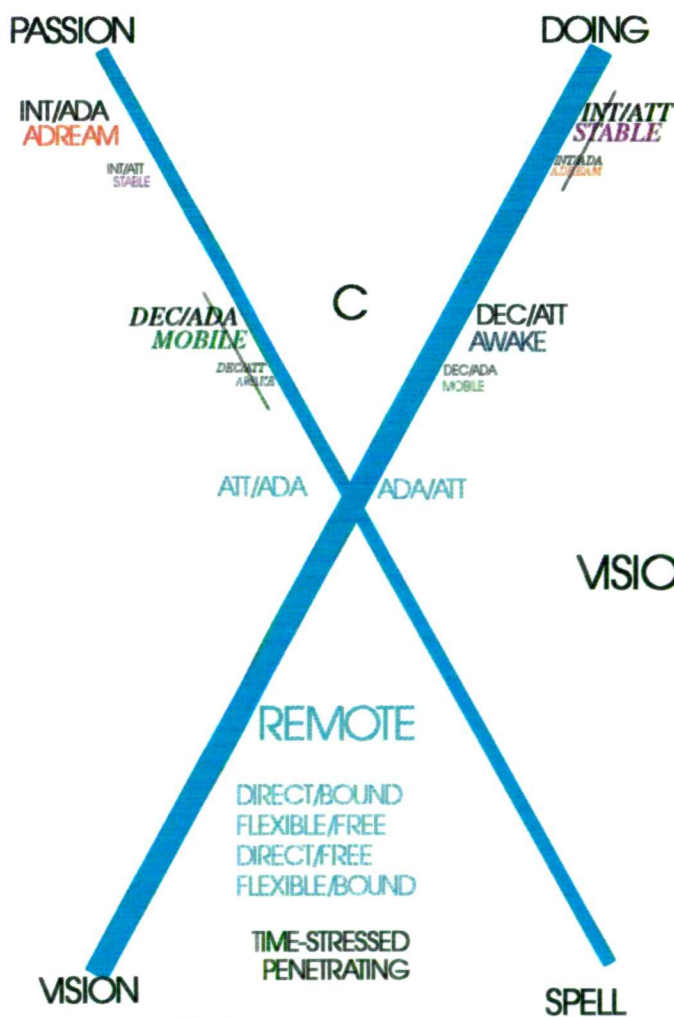 PASSION
DOING
INT/ADA
ADREAM
INT/ATT
STABLE
INT/ATT
STABLE
INT/ADA
ADREAM
C
DEC/ADA
MOBILE
DEC/ATT
AWAKE
DEC/ATT
AWAKE
DEC/ADA
MOBILE
ATT/ADA
ADA/ATT
VISIO
REMOTE
DIRECT/BOUND
FLEXIBLE/FREE
DIRECT/FREE
FLEXIBLE/BOUND
TIME-STRESSED
PENETRATING
VISION
SPELL